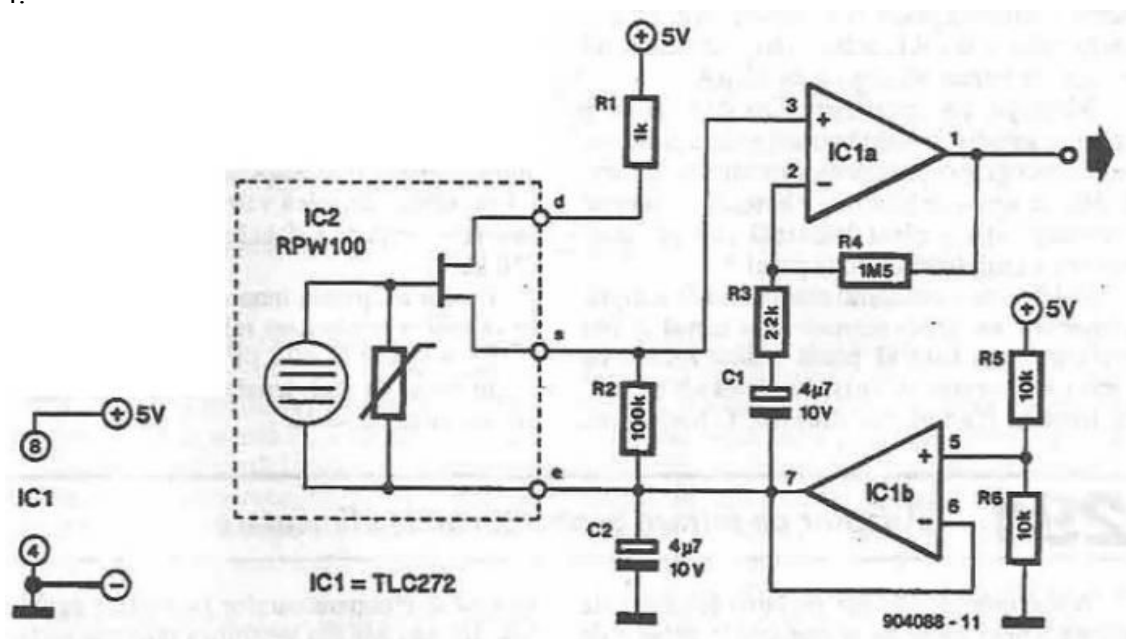 5V
R1
1k
3
+
IC1a
1
2
−
d
IC2
RPW100
R4
1M5
R3
22k
s
5V
R5
10k
C1
4µ7
10V
R2
100k
5V
8
IC1
4
−
e
7
+
5
IC1b
6
−
R6
10k
C2
4µ7
10V
IC1 = TLC272
904088 - 11